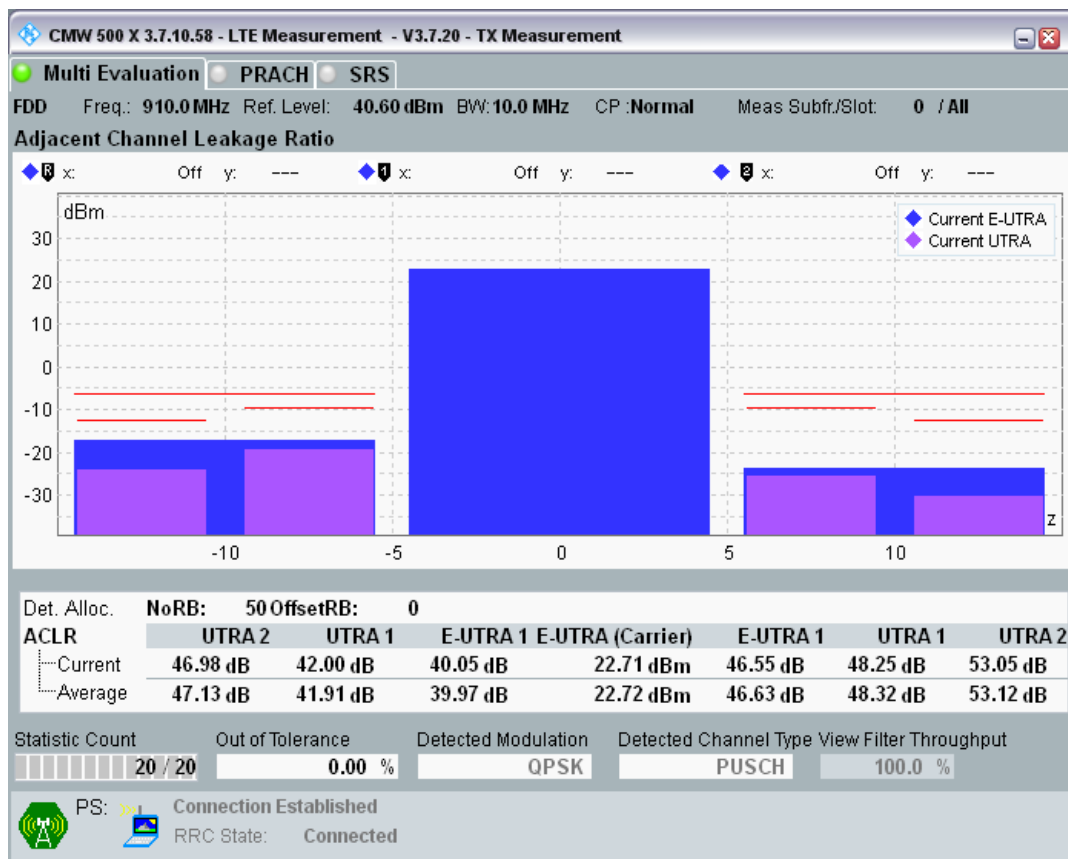 CMW 500 X 3.7.10.58 - LTE Measurement - V3.7.20 - TX Measurement
Multi Evaluation PRACH SRS
FDD Freq.: 910.0 MHz Ref. Level: 40.60 dBm BW: 10.0 MHz CP :Normal Meas Subfr./Slot: 0 / All
Adjacent Channel Leakage Ratio
R x: Off y: --- 1 x: Off y: --- 2 x: Off y: ---
dBm
Current E-UTRA
Current UTRA
30
20
10
0
-10
-20
-30
z
-10 -5 0 5 10
Det. Alloc. NoRB: 50 OffsetRB: 0
ACLR UTRA 2 UTRA 1 E-UTRA 1 E-UTRA (Carrier) E-UTRA 1 UTRA 1 UTRA 2
Current 46.98 dB 42.00 dB 40.05 dB 22.71 dBm 46.55 dB 48.25 dB 53.05 dB
Average 47.13 dB 41.91 dB 39.97 dB 22.72 dBm 46.63 dB 48.32 dB 53.12 dB
Statistic Count Out of Tolerance Detected Modulation Detected Channel Type View Filter Throughput
20 / 20 0.00 % QPSK PUSCH 100.0 %
PS: Connection Established
RRC State: Connected